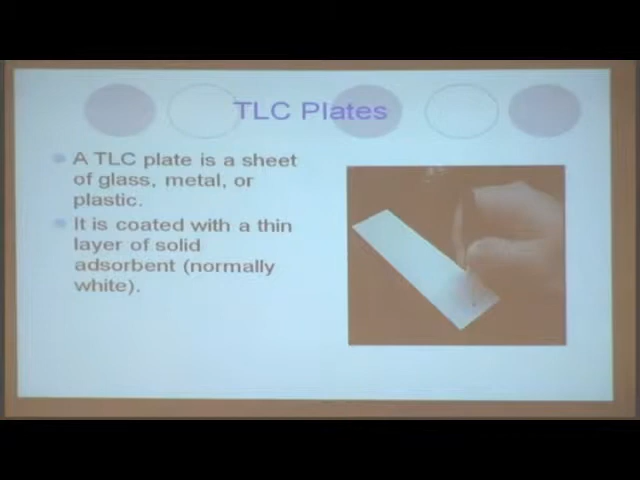 TLC Plates
A TLC plate is a sheet
of glass, metal, or
plastic.
It is coated with a thin
layer of solid
adsorbent (normally
white).